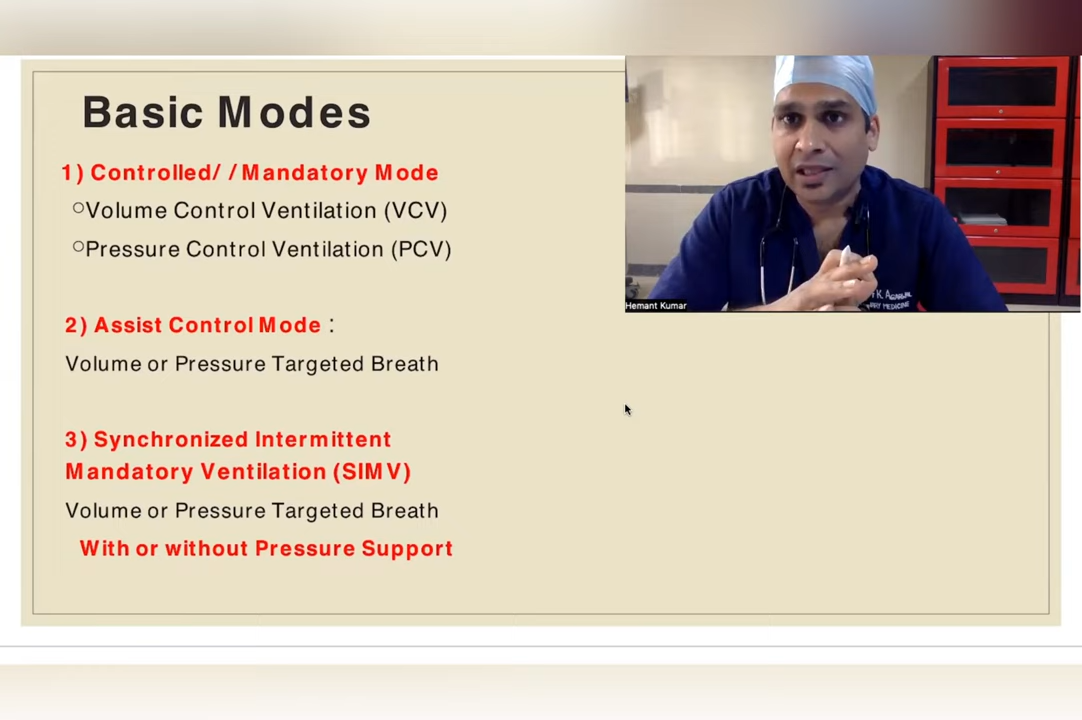 Basic Modes
1) Controlled/ /Mandatory Mode
○Volume Control Ventilation (VCV)
○Pressure Control Ventilation (PCV)
2) Assist Control Mode :
Volume or Pressure Targeted Breath
3) Synchronized Intermittent
Mandatory Ventilation (SIMV)
Volume or Pressure Targeted Breath
With or without Pressure Support
Hemant Kumar
K. AGARWAL
MEDICINE